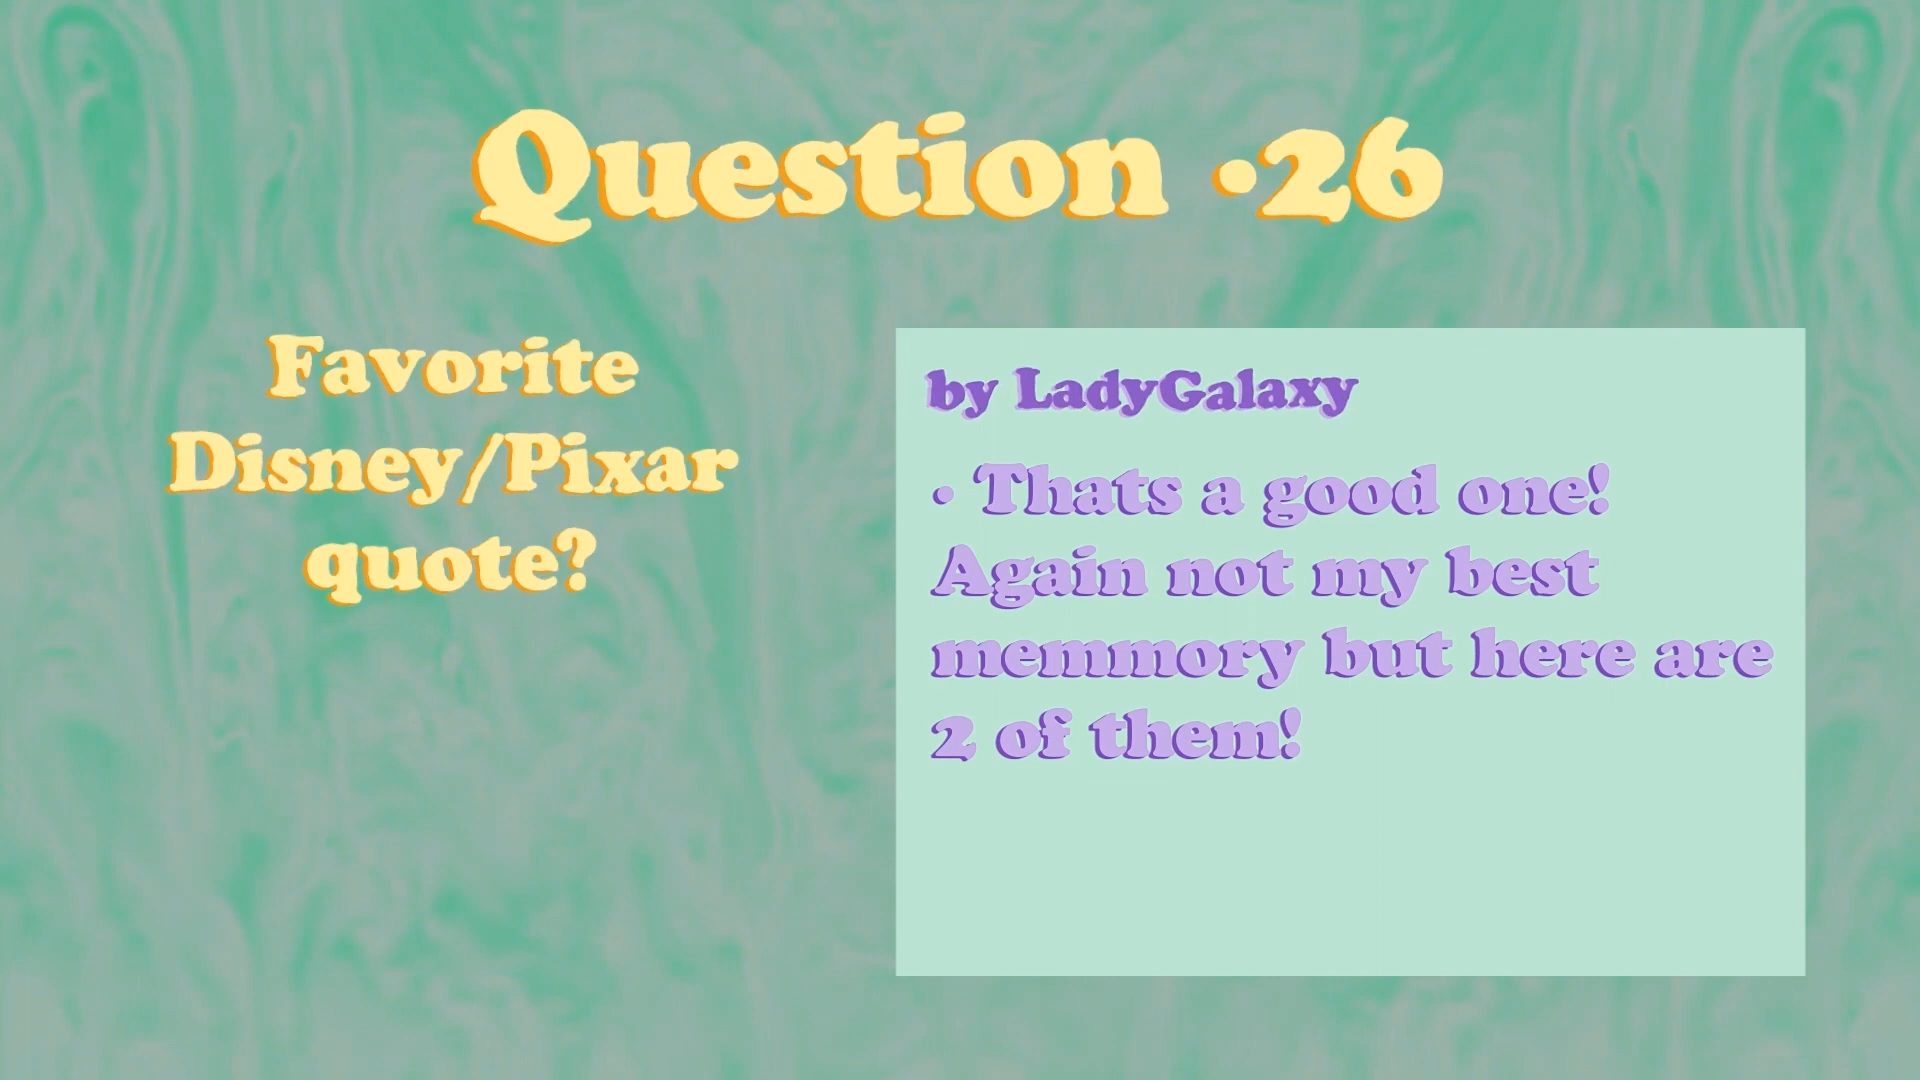 Question •26
Favorite
Disney/Pixar
quote?
by LadyGalaxy
• Thats a good one!
Again not my best
memmory but here are
2 of them!